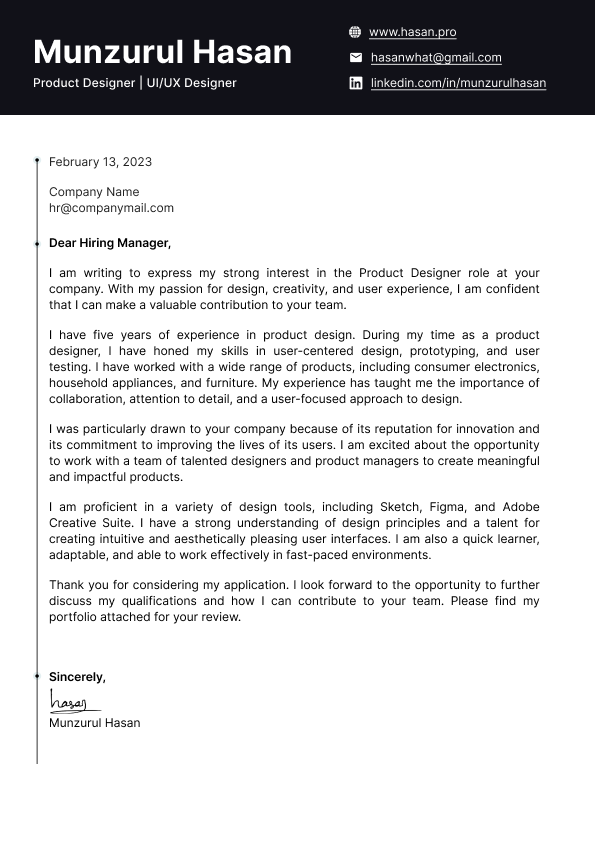 Munzurul Hasan
Product Designer | UI/UX Designer
www.hasan.pro
hasanwhat@gmail.com
linkedin.com/in/munzurulhasan
February 13, 2023
Company Name
hr@companymail.com
Dear Hiring Manager,
I am writing to express my strong interest in the Product Designer role at your
company. With my passion for design, creativity, and user experience, I am confident
that I can make a valuable contribution to your team.
I have five years of experience in product design. During my time as a product
designer, I have honed my skills in user-centered design, prototyping, and user
testing. I have worked with a wide range of products, including consumer electronics,
household appliances, and furniture. My experience has taught me the importance of
collaboration, attention to detail, and a user-focused approach to design.
I was particularly drawn to your company because of its reputation for innovation and
its commitment to improving the lives of its users. I am excited about the opportunity
to work with a team of talented designers and product managers to create meaningful
and impactful products.
I am proficient in a variety of design tools, including Sketch, Figma, and Adobe
Creative Suite. I have a strong understanding of design principles and a talent for
creating intuitive and aesthetically pleasing user interfaces. I am also a quick learner,
adaptable, and able to work effectively in fast-paced environments.
Thank you for considering my application. I look forward to the opportunity to further
discuss my qualifications and how I can contribute to your team. Please find my
portfolio attached for your review.
Sincerely,
hasan
Munzurul Hasan